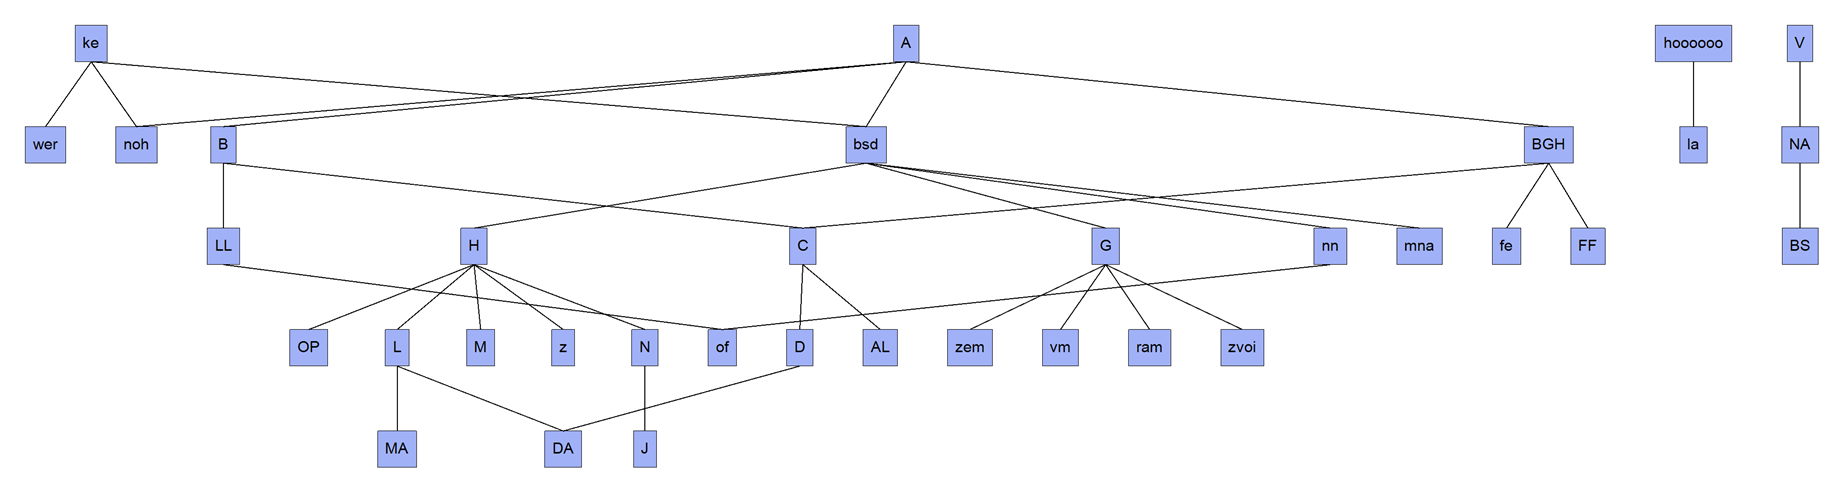 ke A hoooooo V
wer noh B bsd BGH la NA
LL H C G nn mna fe FF BS
OP L M z N of D AL zem vm ram zvoi
MA DA J